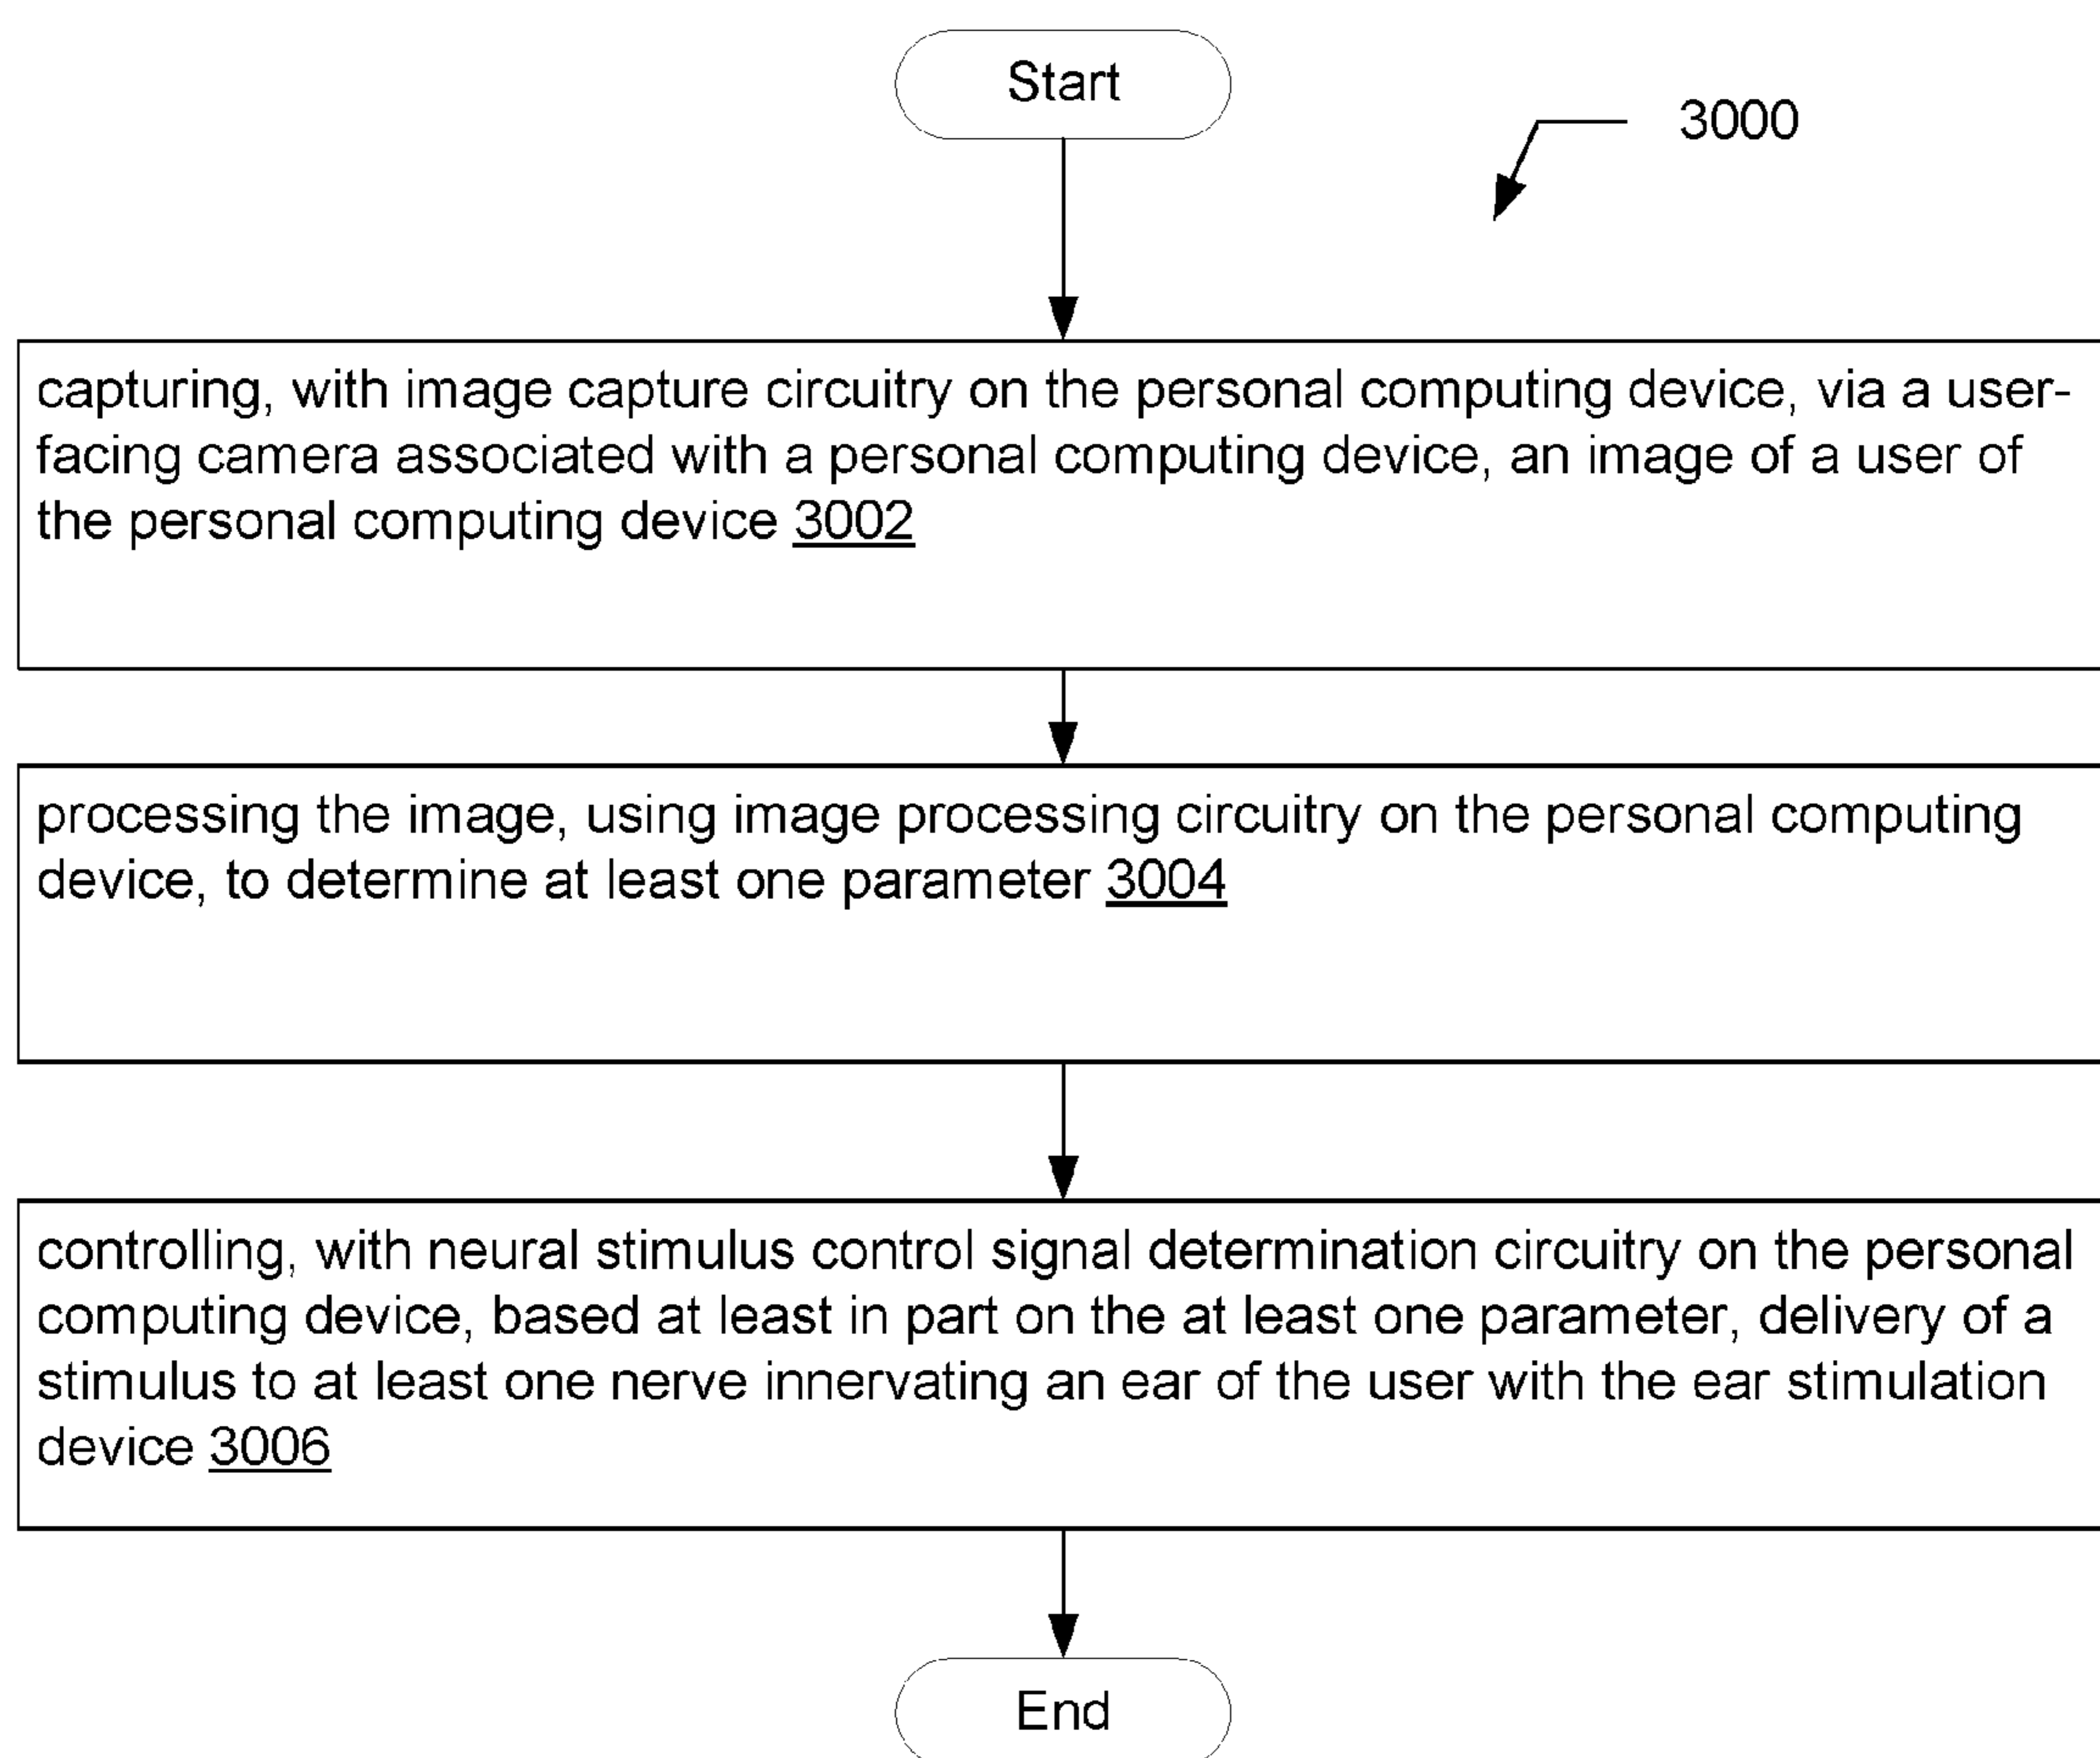 Start
3000
capturing, with image capture circuitry on the personal computing device, via a user-
facing camera associated with a personal computing device, an image of a user of
the personal computing device 3002
processing the image, using image processing circuitry on the personal computing
device, to determine at least one parameter 3004
controlling, with neural stimulus control signal determination circuitry on the personal
computing device, based at least in part on the at least one parameter, delivery of a
stimulus to at least one nerve innervating an ear of the user with the ear stimulation
device 3006
End